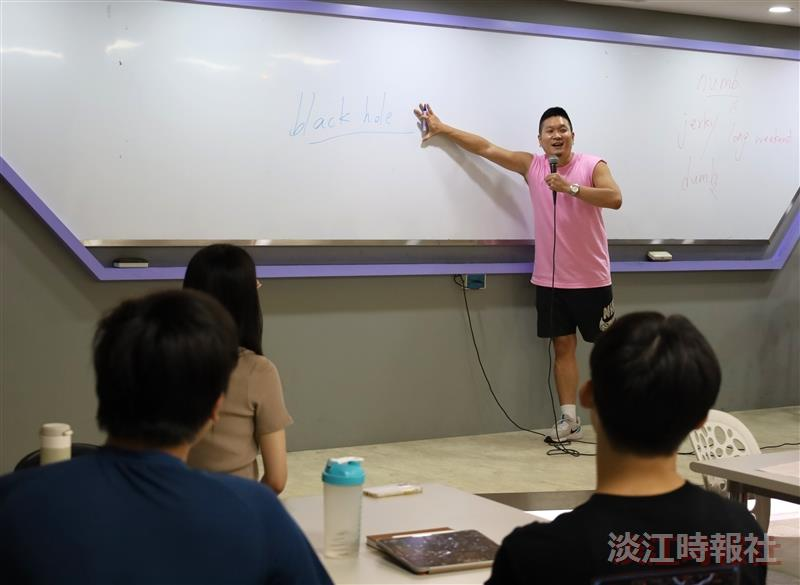 black hole
numb
jerky
long weekend
dumb
淡江時報社